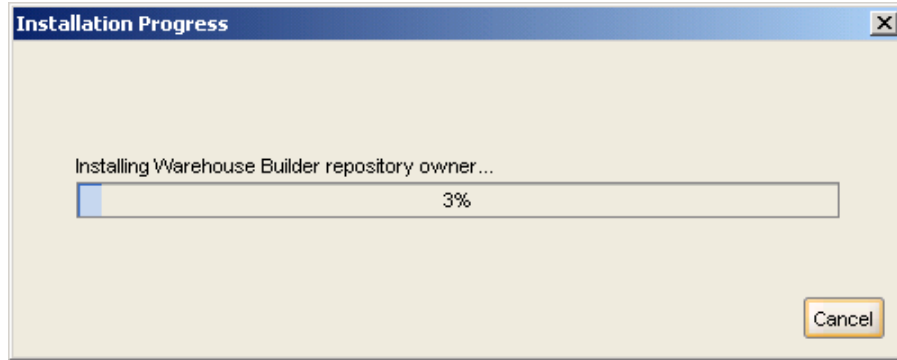 Installation Progress
Installing Warehouse Builder repository owner...
3%
Cancel